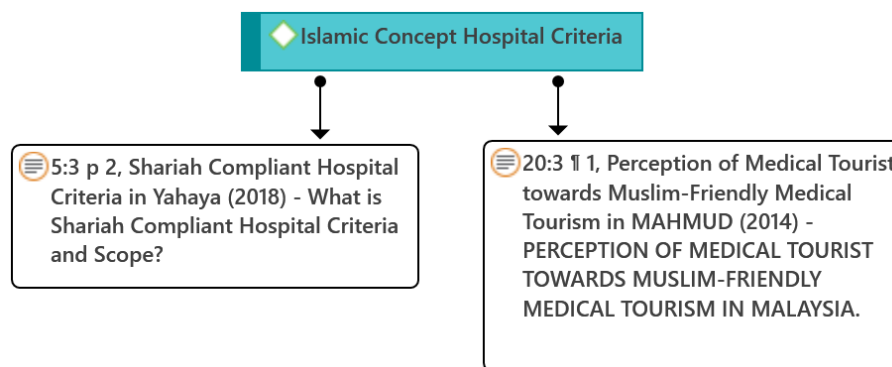 Islamic Concept Hospital Criteria
5:3 p 2, Shariah Compliant Hospital
Criteria in Yahaya (2018) - What is
Shariah Compliant Hospital Criteria
and Scope?
20:3 ¶ 1, Perception of Medical Tourist
towards Muslim-Friendly Medical
Tourism in MAHMUD (2014) -
PERCEPTION OF MEDICAL TOURIST
TOWARDS MUSLIM-FRIENDLY
MEDICAL TOURISM IN MALAYSIA.